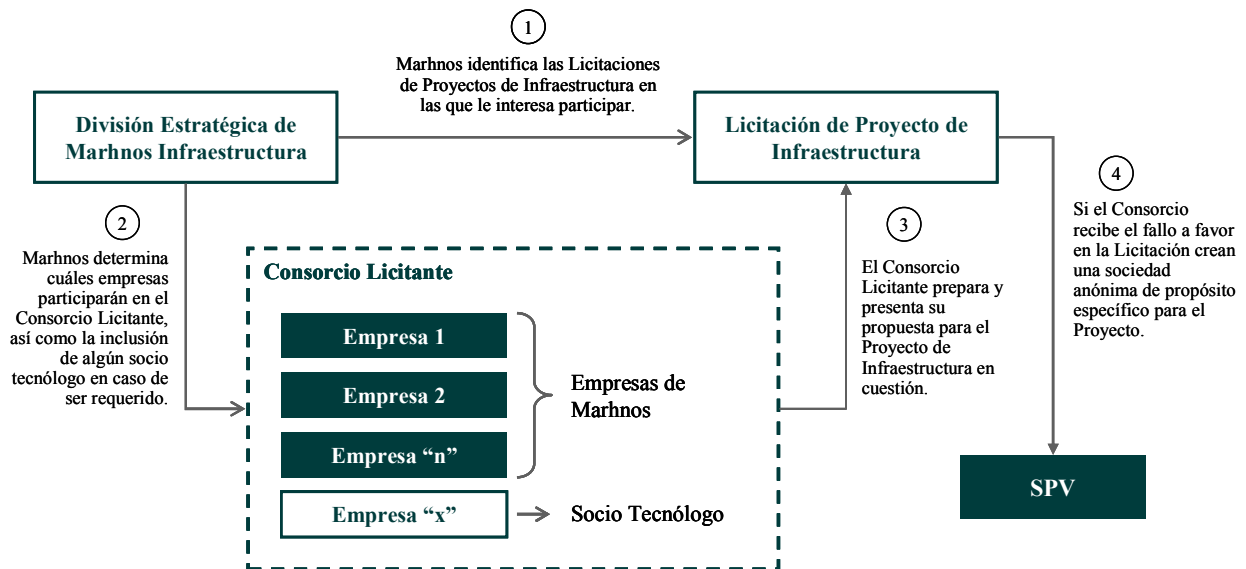 1
Marhnos identifica las Licitaciones
de Proyectos de Infraestructura en
las que le interesa participar.
División Estratégica de
Marhnos Infraestructura
Licitación de Proyecto de
Infraestructura
2
Marhnos determina
cuáles empresas
participarán en el
Consorcio Licitante,
así como la inclusión
de algún socio
tecnólogo en caso de
ser requerido.
Consorcio Licitante
Empresa 1
Empresa 2
Empresa “n”
Empresas de
Marhnos
Empresa “x”
Socio Tecnólogo
3
El Consorcio
Licitante prepara y
presenta su
propuesta para el
Proyecto de
Infraestructura en
cuestión.
4
Si el Consorcio
recibe el fallo a favor
en la Licitación crean
una sociedad
anónima de propósito
específico para el
Proyecto.
SPV